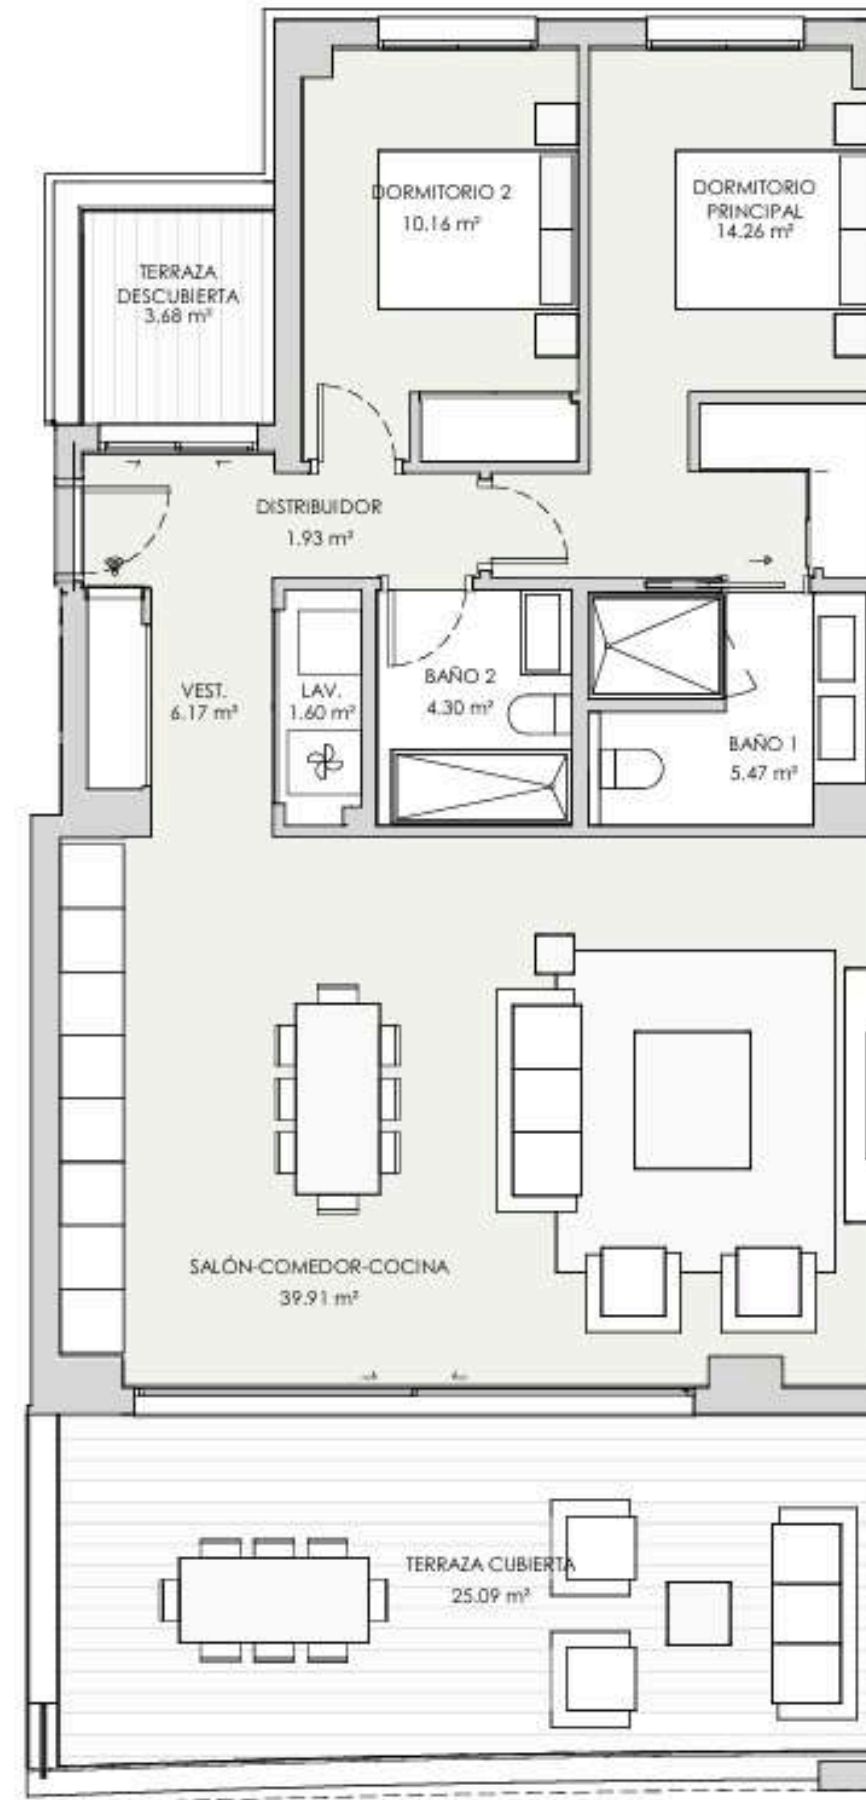 DORMITORIO 2
10.16 m²
DORMITORIO
PRINCIPAL
14.26 m²
TERRAZA
DESCUBIERTA
3.68 m²
DISTRIBUIDOR
1.93 m²
VEST.
6.17 m²
LAV.
1.60 m²
BAÑO 2
4.30 m²
BAÑO 1
5.47 m²
SALÓN-COMEDOR-COCINA
39.91 m²
TERRAZA CUBIERTA
25.09 m²